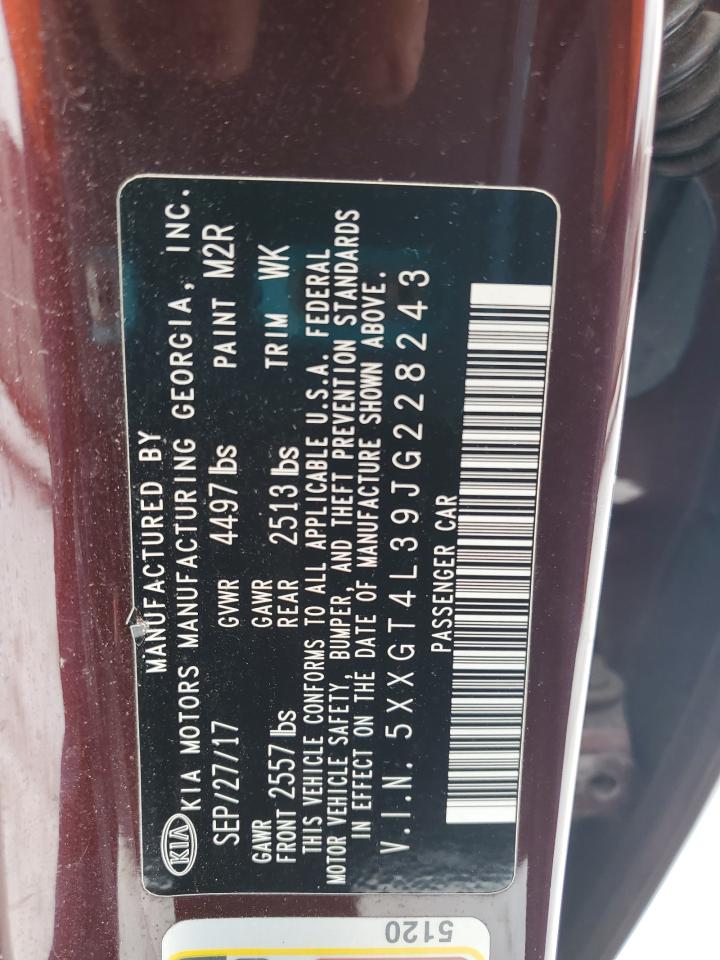 MANUFACTURED BY
KIA KIA MOTORS MANUFACTURING GEORGIA, INC.
SEP/27/17 GVWR 4497 lbs PAINT M2R
GAWR GAWR
FRONT 2557 lbs REAR 2513 lbs TRIM WK
THIS VEHICLE CONFORMS TO ALL APPLICABLE U.S.A. FEDERAL
MOTOR VEHICLE SAFETY, BUMPER, AND THEFT PREVENTION STANDARDS
IN EFFECT ON THE DATE OF MANUFACTURE SHOWN ABOVE.
V.I.N. 5XXGT4L39JG228243
PASSENGER CAR
5120